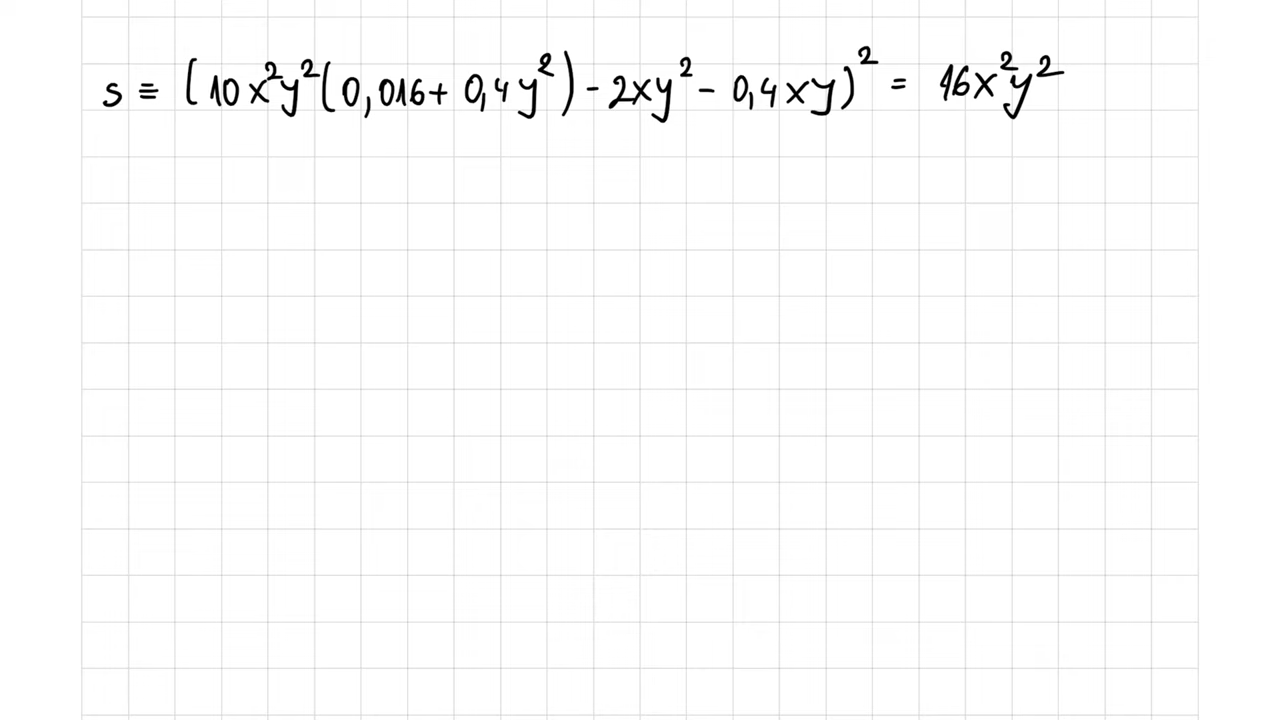 s ≡ (10x²y²(0,016 + 0,4y²) - 2xy² - 0,4xy)² = 16x²y²